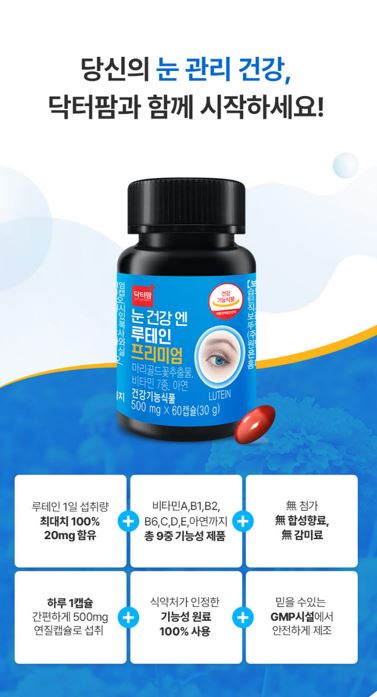 당신의 눈 관리 건강,
닥터팜과 함께 시작하세요!
닥터팜
건강
기능식품
눈 건강 엔
루테인
프리미엄
마리골드꽃추출물,
비타민 7종, 아연
건강기능식품
LUTEIN
500 mg X 60캡슐(30 g)
루테인 1일 섭취량
최대치 100%
20mg 함유
비타민A,B1,B2,
B6,C,D,E,아연까지
총 9중 기능성 제품
無 첨가
無 합성향료,
無 감미료
하루 1캡슐
간편하게 500mg
연질캡슐로 섭취
식약처가 인정한
기능성 원료
100% 사용
믿을 수있는
GMP시설에서
안전하게 제조